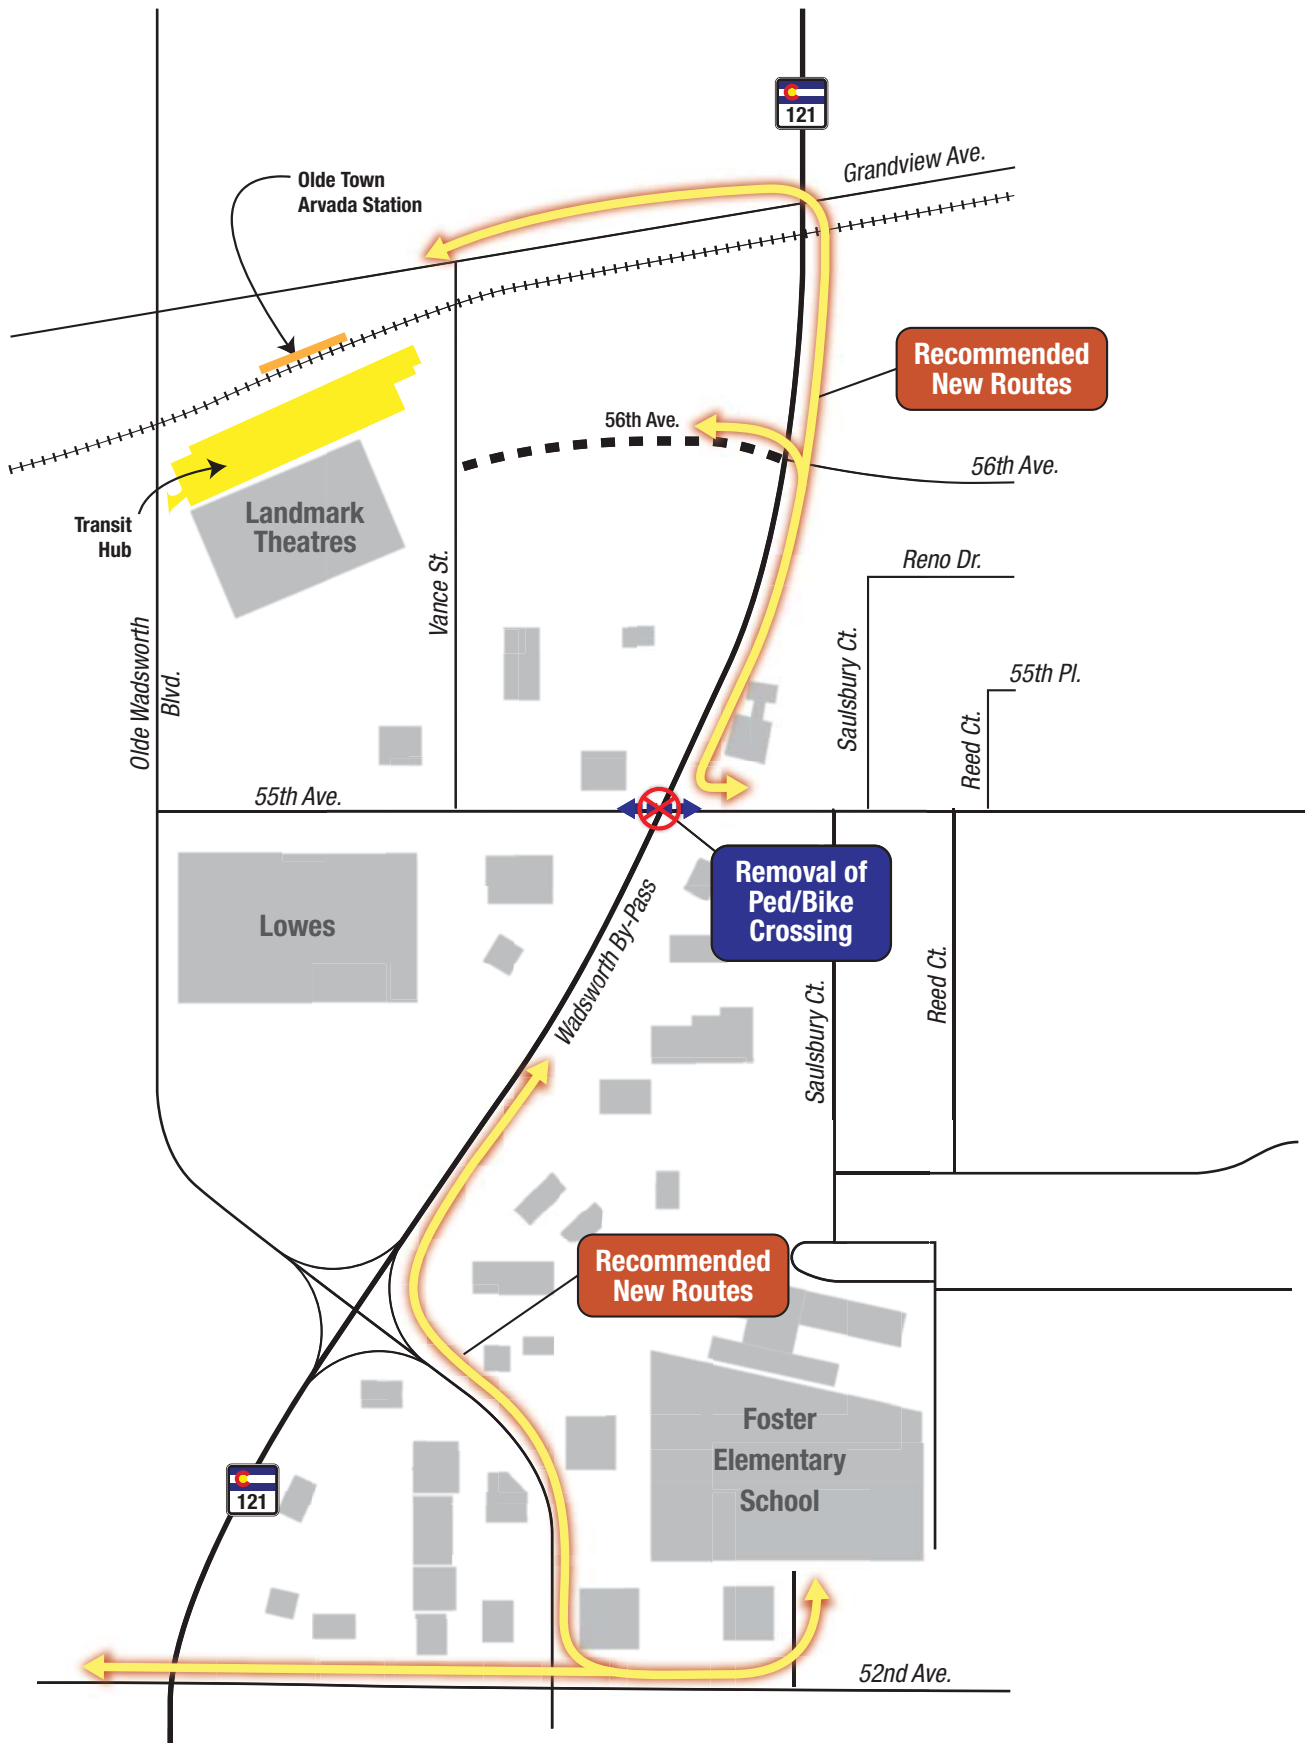 121
Grandview Ave.
Olde Town
Arvada Station
Recommended
New Routes
56th Ave.
56th Ave.
Landmark
Theatres
Transit
Hub
Vance St.
Reno Dr.
Saulsbury Ct.
55th Pl.
Reed Ct.
Olde Wadsworth
Blvd.
55th Ave.
Removal of
Ped/Bike
Crossing
Lowes
Wadsworth By-Pass
Saulsbury Ct.
Reed Ct.
Recommended
New Routes
Foster
Elementary
School
121
52nd Ave.